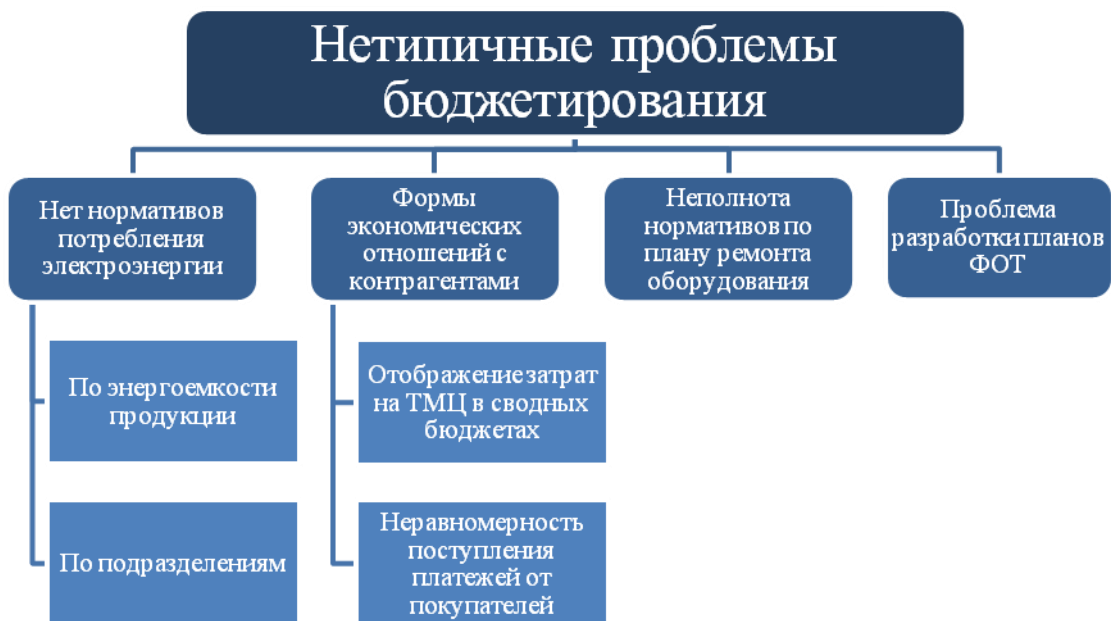 Нетипичные проблемы
бюджетирования
Нет нормативов
потребления
электроэнергии
Формы
экономических
отношений с
контрагентами
Неполнота
нормативов по
плану ремонта
оборудования
Проблема
разработки планов
ФОТ
По энергоемкости
продукции
Отображение затрат
на ТМЦ в сводных
бюджетах
По подразделениям
Неравномерность
поступления
платежей от
покупателей